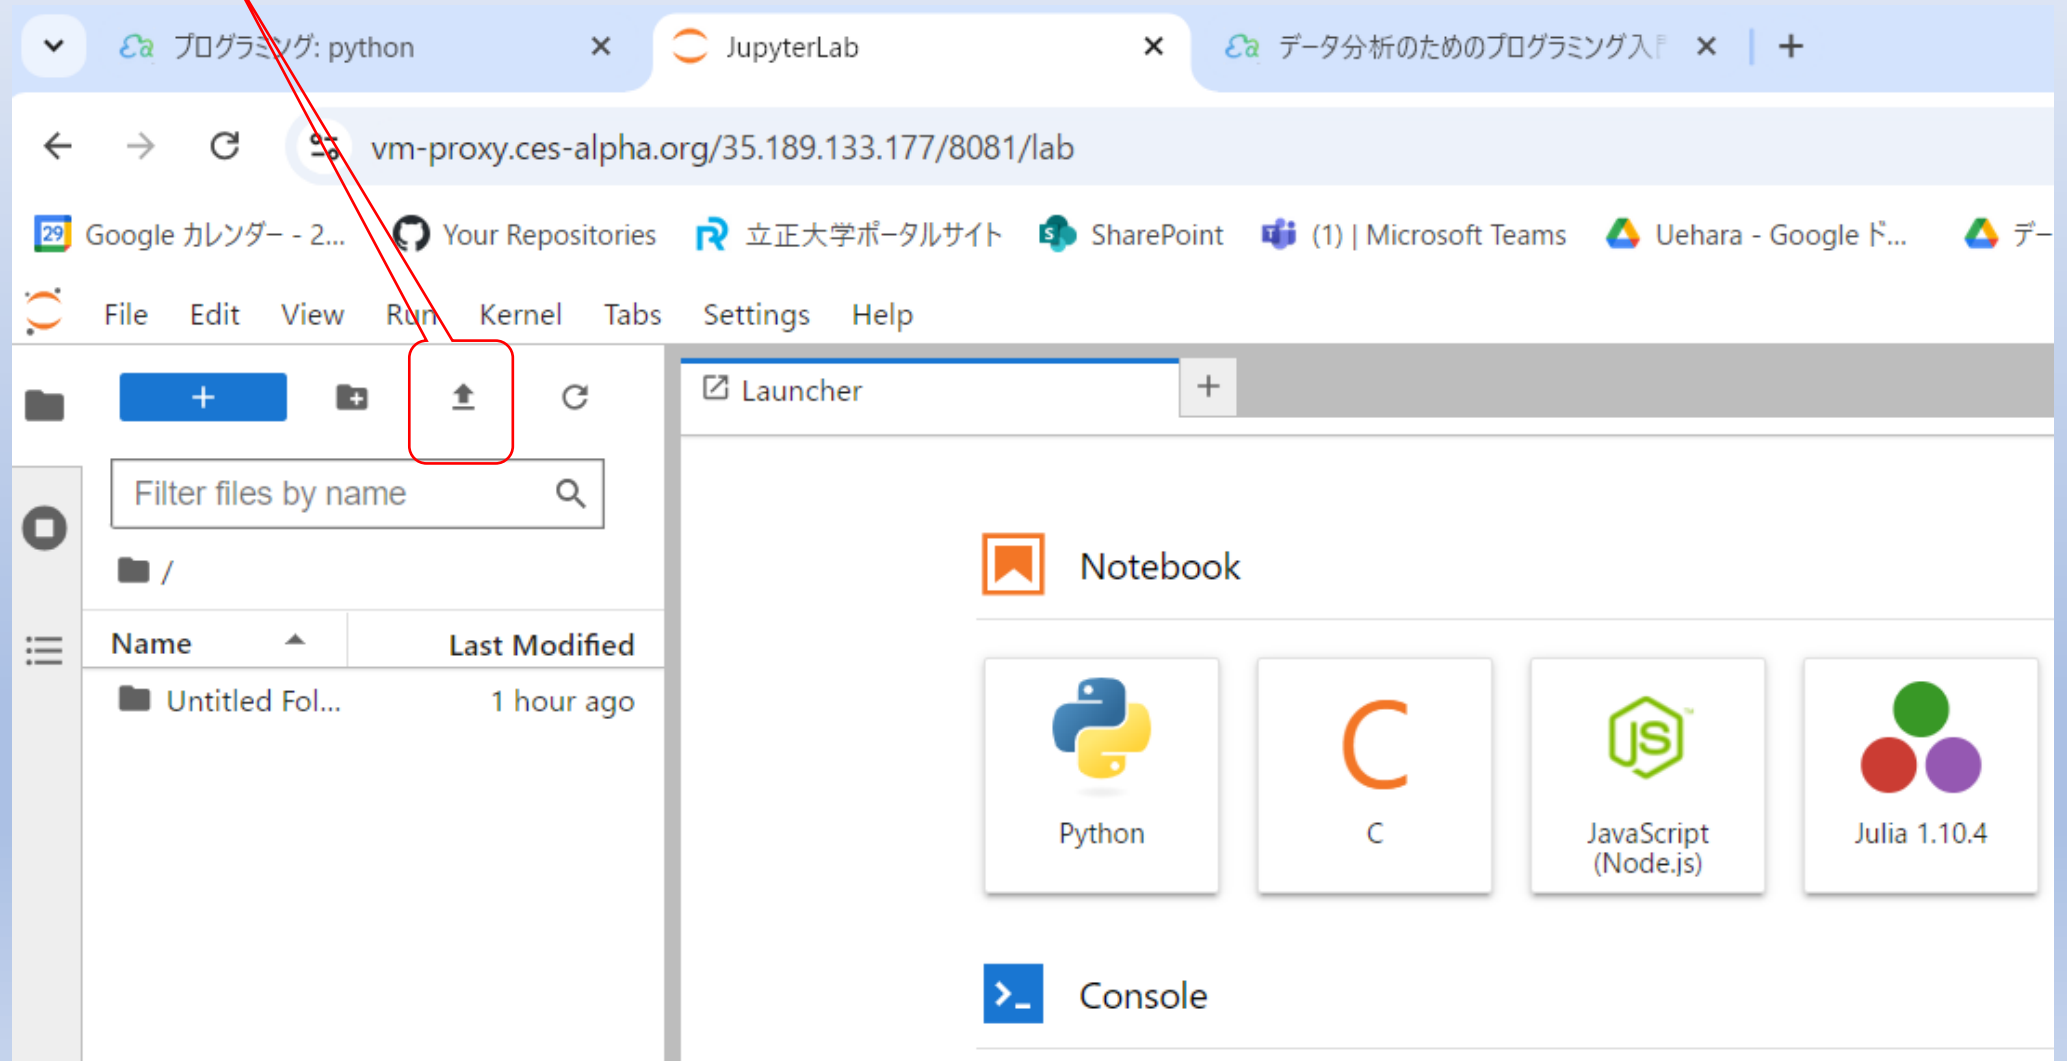 プログラミング: python
JupyterLab
データ分析のためのプログラミング入
vm-proxy.ces-alpha.org/35.189.133.177/8081/lab
29 Google カレンダー - 2... Your Repositories 立正大学ポータルサイト SharePoint (1) | Microsoft Teams Uehara - Google ド... デー
File Edit View Run Kernel Tabs Settings Help
Launcher
Filter files by name
/
Name Last Modified
Untitled Fol... 1 hour ago
Notebook
Python
C
JS
JavaScript
(Node.js)
Julia 1.10.4
Console